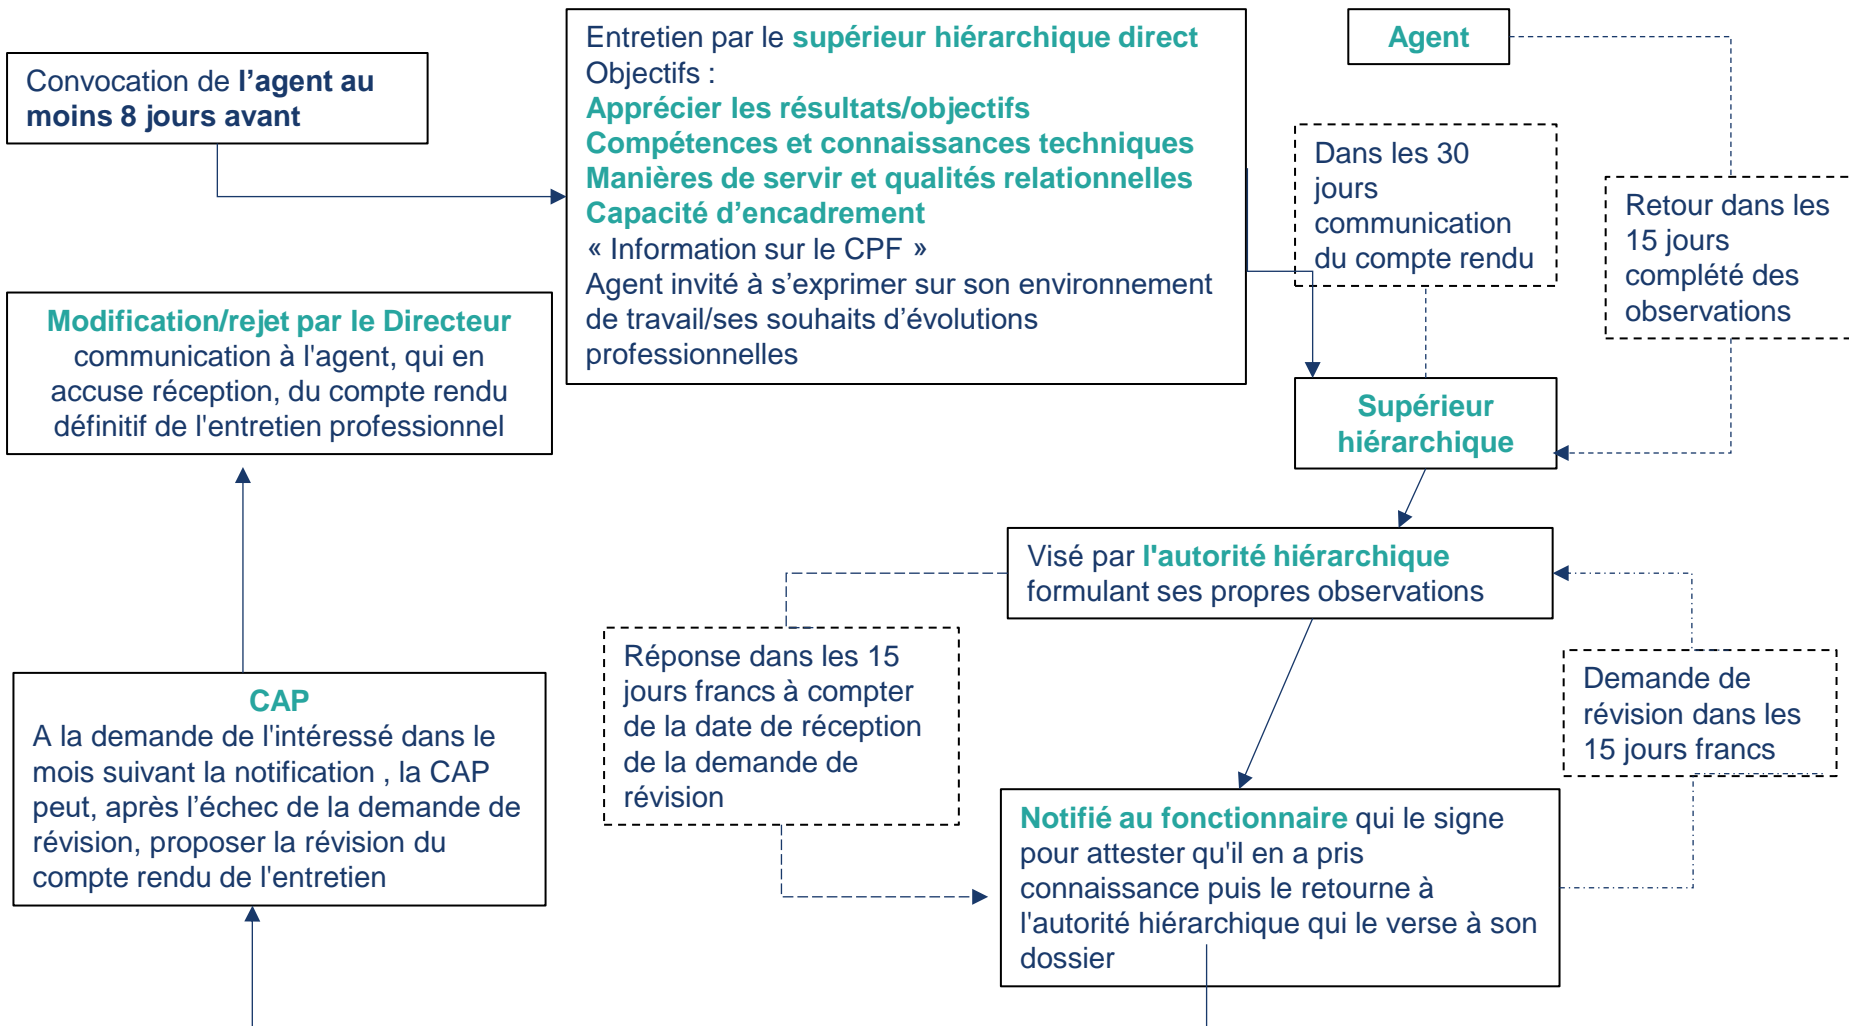 Convocation de l’agent au
moins 8 jours avant
Entretien par le supérieur hiérarchique direct
Objectifs :
Apprécier les résultats/objectifs
Compétences et connaissances techniques
Manières de servir et qualités relationnelles
Capacité d’encadrement
« Information sur le CPF »
Agent invité à s’exprimer sur son environnement
de travail/ses souhaits d’évolutions
professionnelles
Agent
Dans les 30
jours
communication
du compte rendu
Retour dans les
15 jours
complété des
observations
Supérieur
hiérarchique
Visé par l'autorité hiérarchique
formulant ses propres observations
Réponse dans les 15
jours francs à compter
de la date de réception
de la demande de
révision
Demande de
révision dans les
15 jours francs
Notifié au fonctionnaire qui le signe
pour attester qu'il en a pris
connaissance puis le retourne à
l'autorité hiérarchique qui le verse à son
dossier
CAP
A la demande de l'intéressé dans le
mois suivant la notification , la CAP
peut, après l’échec de la demande de
révision, proposer la révision du
compte rendu de l'entretien
Modification/rejet par le Directeur
communication à l'agent, qui en
accuse réception, du compte rendu
définitif de l'entretien professionnel